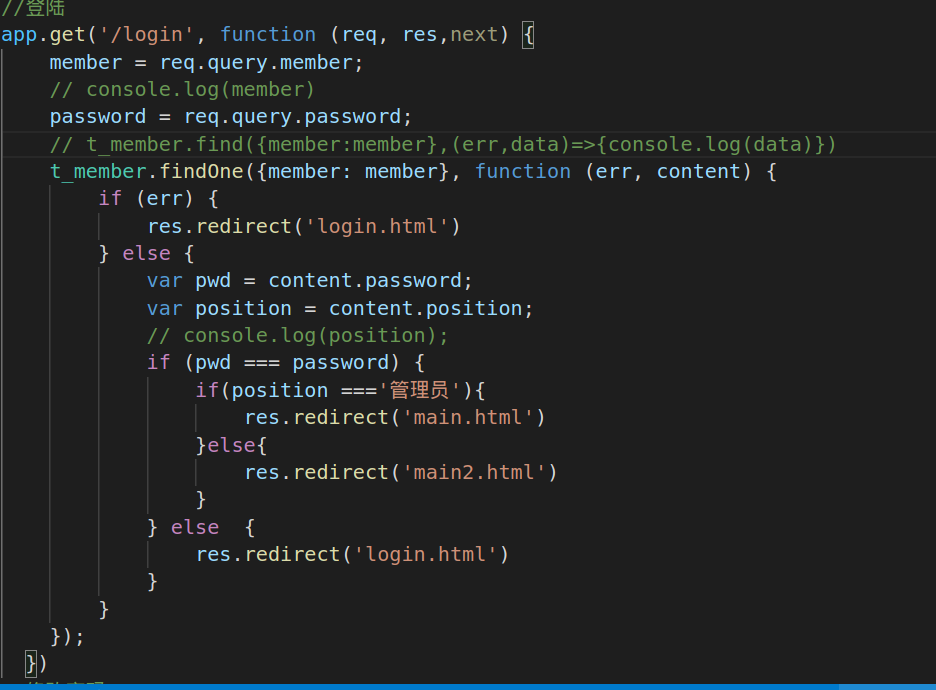 //登陆
app.get('/login', function (req, res,next) {
    member = req.query.member;
    // console.log(member)
    password = req.query.password;
    // t_member.find({member:member},(err,data)=>{console.log(data)})
    t_member.findOne({member: member}, function (err, content) {
        if (err) {
            res.redirect('login.html')
        } else {
            var pwd = content.password;
            var position = content.position;
            // console.log(position);
            if (pwd === password) {
                if(position ==='管理员'){
                    res.redirect('main.html')
                }else{
                    res.redirect('main2.html')
                }
            } else  {
                res.redirect('login.html')
            }
        }
    });
  })